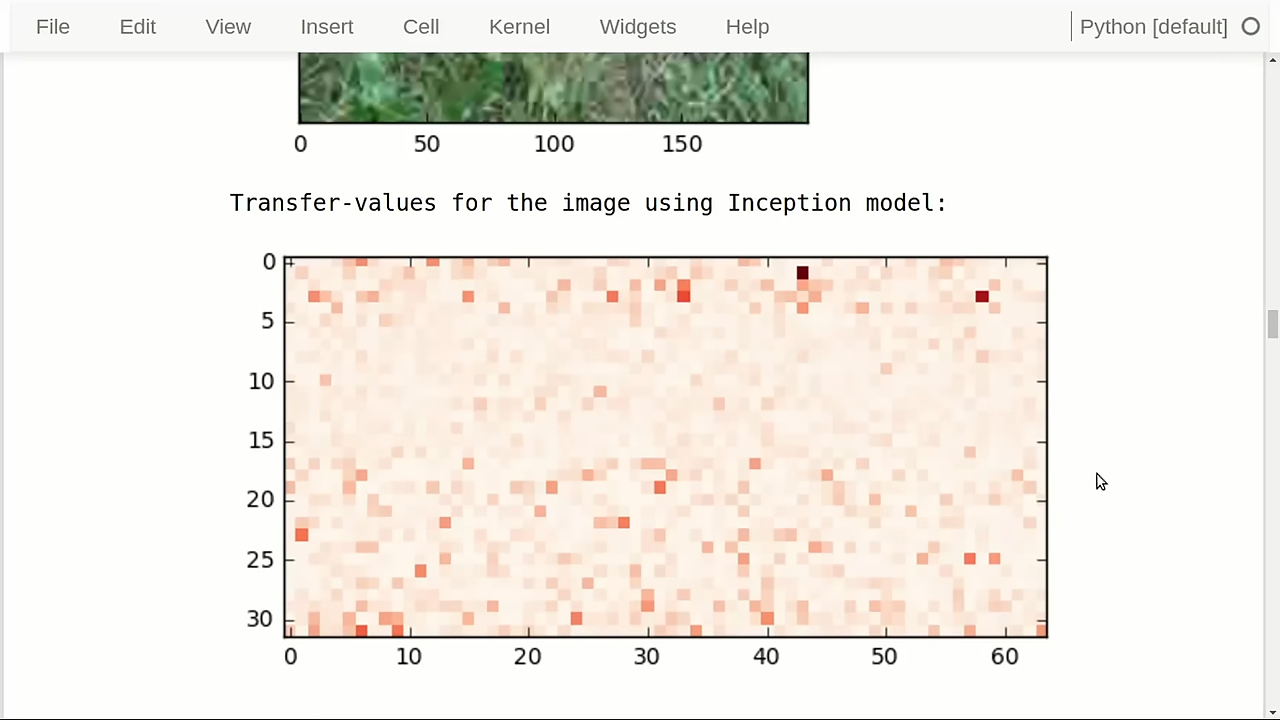 File Edit View Insert Cell Kernel Widgets Help Python [default]
0 50 100 150
Transfer-values for the image using Inception model:
0
5
10
15
20
25
30
0 10 20 30 40 50 60